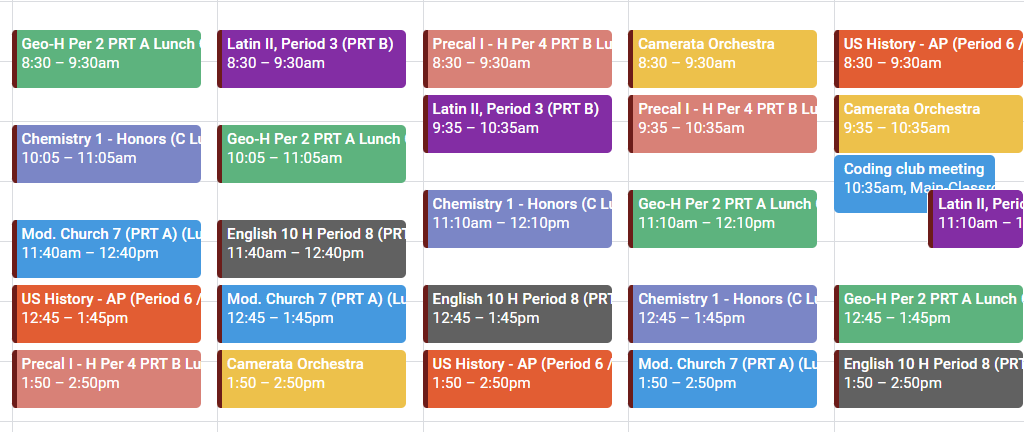 Geo-H Per 2 PRT A Lunch
8:30 – 9:30am
Chemistry 1 - Honors (C Lu
10:05 – 11:05am
Mod. Church 7 (PRT A) (Lu
11:40am – 12:40pm
US History - AP (Period 6 /
12:45 – 1:45pm
Precal I - H Per 4 PRT B Lu
1:50 – 2:50pm
Latin II, Period 3 (PRT B)
8:30 – 9:30am
Geo-H Per 2 PRT A Lunch
10:05 – 11:05am
English 10 H Period 8 (PRT
11:40am – 12:40pm
Mod. Church 7 (PRT A) (Lu
12:45 – 1:45pm
Camerata Orchestra
1:50 – 2:50pm
Precal I - H Per 4 PRT B Lu
8:30 – 9:30am
Latin II, Period 3 (PRT B)
9:35 – 10:35am
Chemistry 1 - Honors (C Lu
11:10am – 12:10pm
English 10 H Period 8 (PRT
12:45 – 1:45pm
US History - AP (Period 6 /
1:50 – 2:50pm
Camerata Orchestra
8:30 – 9:30am
Precal I - H Per 4 PRT B Lu
9:35 – 10:35am
Geo-H Per 2 PRT A Lunch
11:10am – 12:10pm
Chemistry 1 - Honors (C Lu
12:45 – 1:45pm
Mod. Church 7 (PRT A) (Lu
1:50 – 2:50pm
US History - AP (Period 6 /
8:30 – 9:30am
Camerata Orchestra
9:35 – 10:35am
Coding club meeting
10:35am, Main-Classr
Latin II, Peri
11:10am – 1
Geo-H Per 2 PRT A Lunch
12:45 – 1:45pm
English 10 H Period 8 (PRT
1:50 – 2:50pm